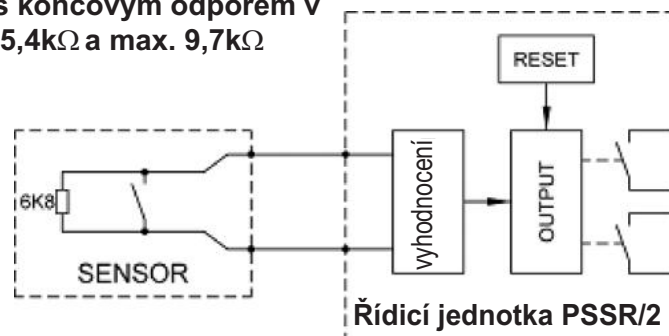 s koncovým odporem v
5,4kΩ a max. 9,7kΩ
RESET
6K8
SENSOR
vyhodnocení
OUTPUT
Řídicí jednotka PSSR/2